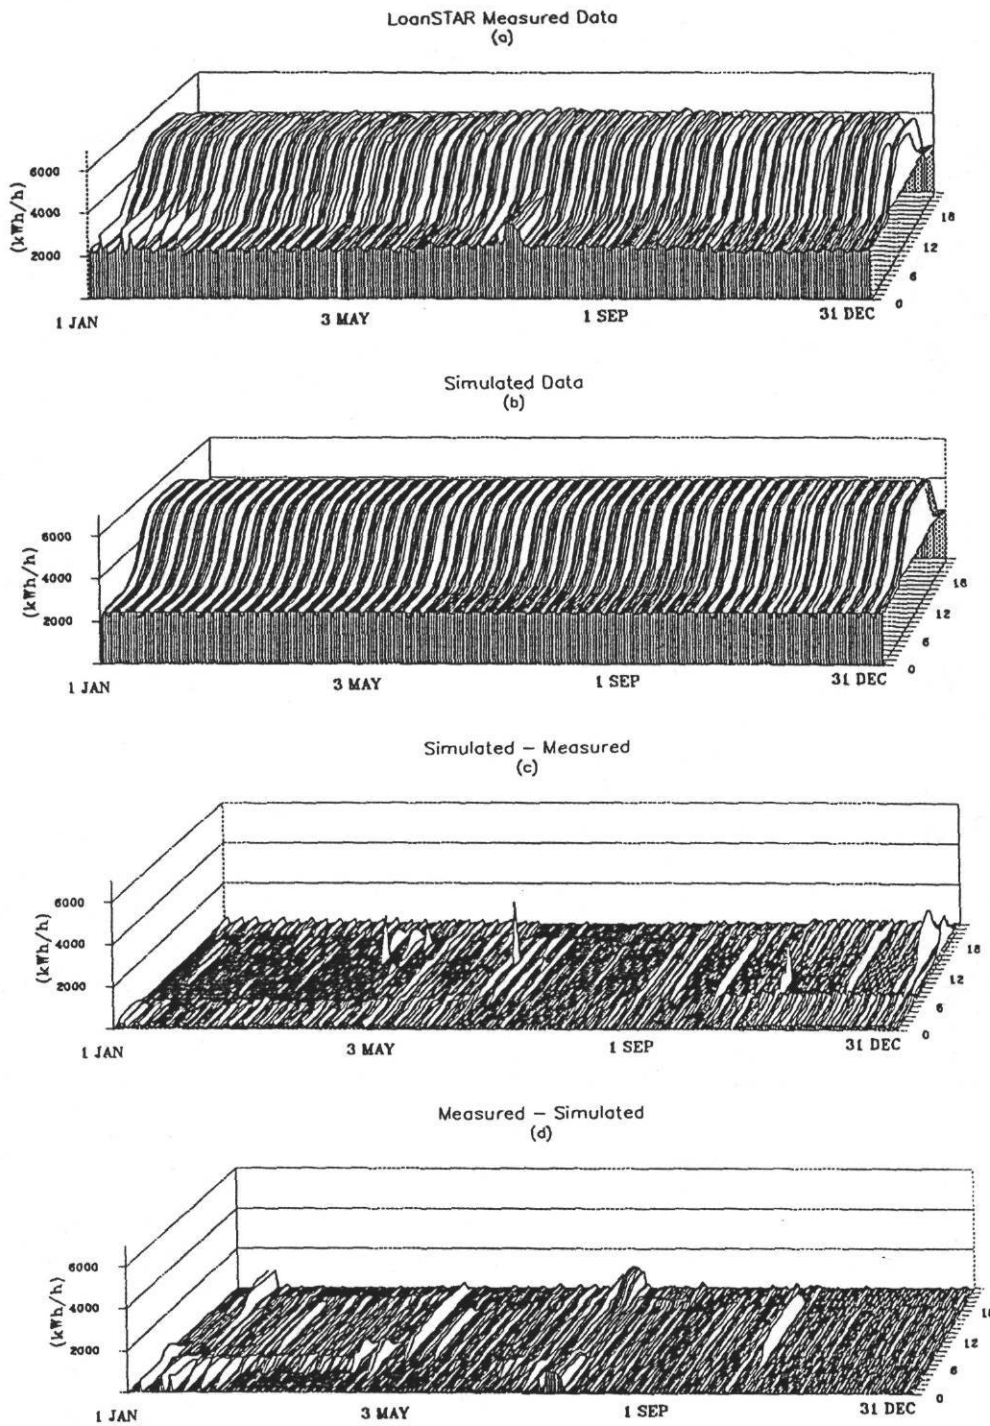 LoanSTAR Measured Data
(a)
(kWh/h)
6000
4000
2000
18
12
6
0
1 JAN
3 MAY
1 SEP
31 DEC
Simulated Data
(b)
(kWh/h)
6000
4000
2000
18
12
6
0
1 JAN
3 MAY
1 SEP
31 DEC
Simulated - Measured
(c)
(kWh/h)
6000
4000
2000
18
12
6
0
1 JAN
3 MAY
1 SEP
31 DEC
Measured - Simulated
(d)
(kWh/h)
6000
4000
2000
12
6
0
1 JAN
3 MAY
1 SEP
31 DEC